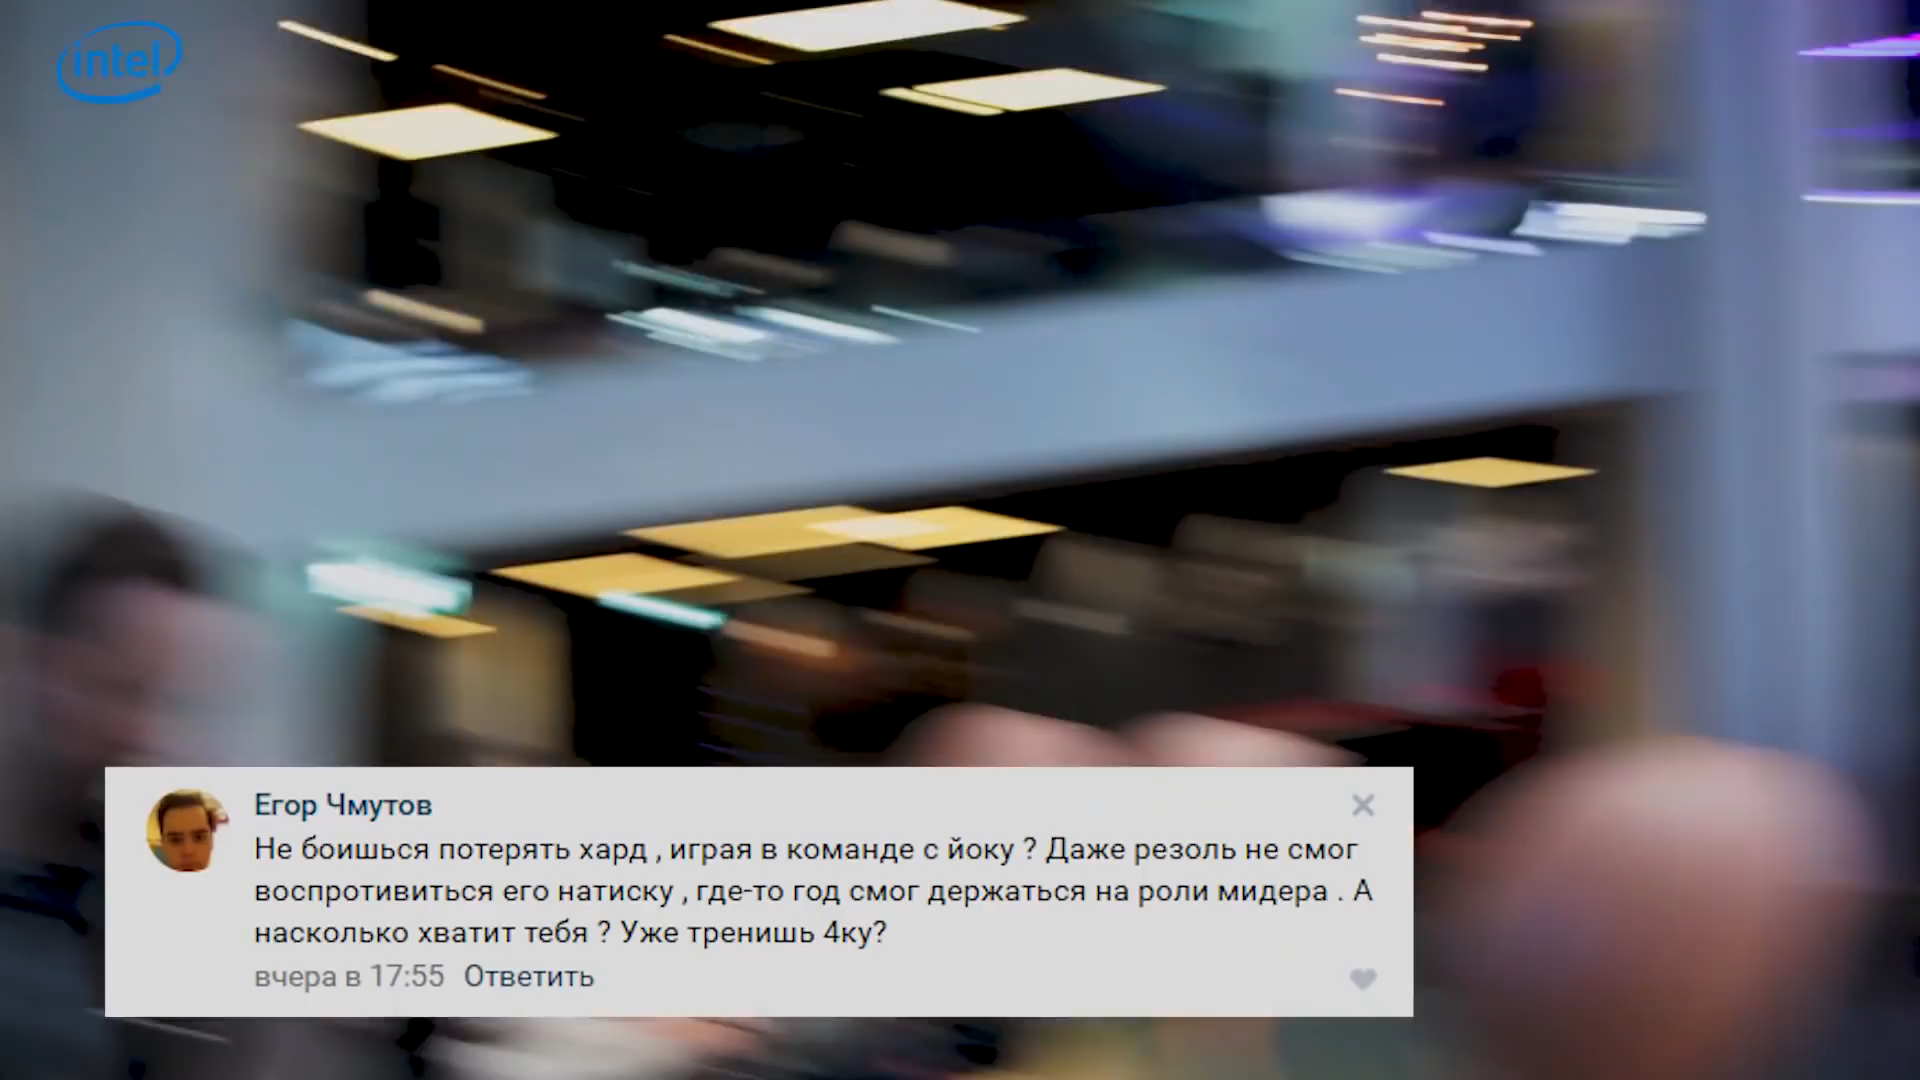 intel
Егор Чмутов
Не боишься потерять хард , играя в команде с йоку ? Даже резоль не смог
воспротивиться его натиску , где-то год смог держаться на роли мидера . А
насколько хватит тебя ? Уже тренишь 4ку?
вчера в 17:55 Ответить